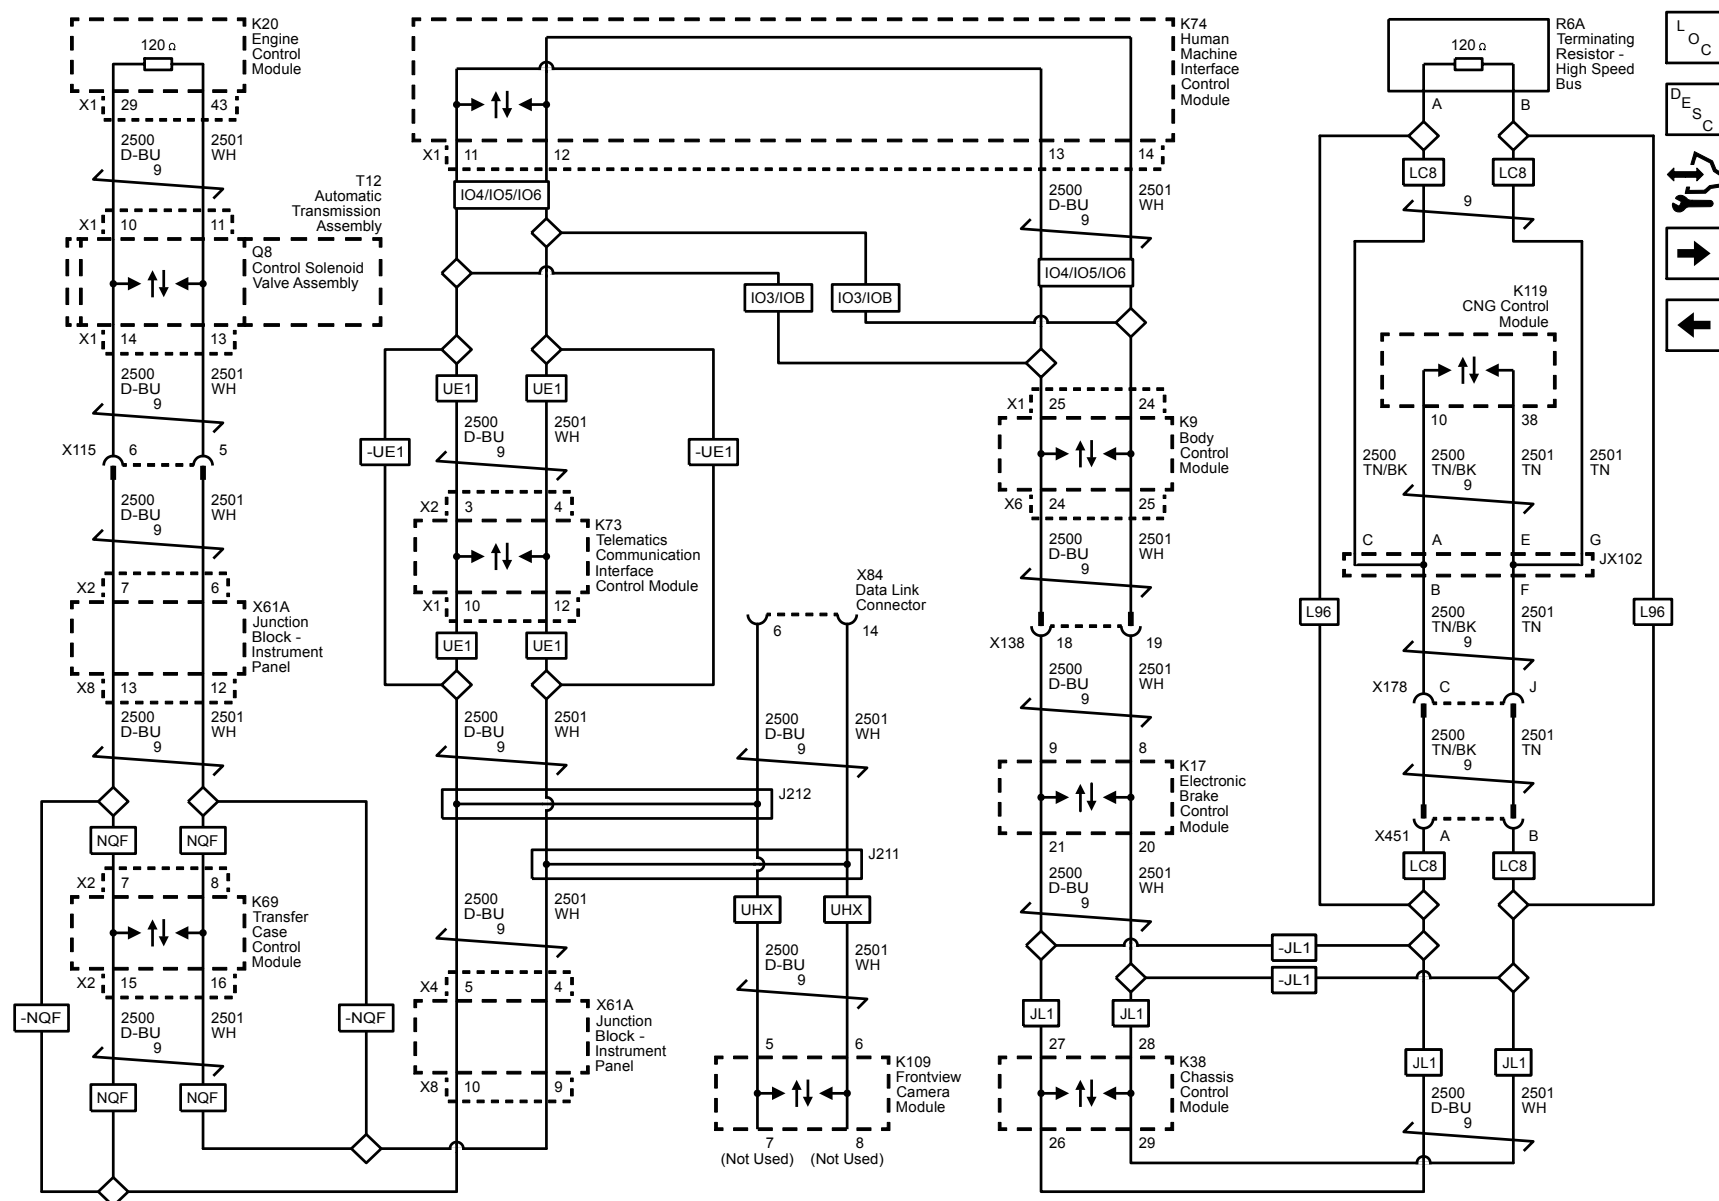 K20
Engine
Control
Module
120 Ω
X1
29
43
2500
D-BU
2501
WH
9
T12
Automatic
Transmission
Assembly
X1
10
11
Q8
Control Solenoid
Valve Assembly
X1
14
13
2500
D-BU
2501
WH
9
X115
6
5
2500
D-BU
2501
WH
9
X2
7
6
X61A
Junction
Block -
Instrument
Panel
X8
13
12
2500
D-BU
2501
WH
9
NQF
NQF
X2
7
8
K69
Transfer
Case
Control
Module
X2
15
16
-NQF
-NQF
2500
D-BU
2501
WH
9
NQF
NQF
K74
Human
Machine
Interface
Control
Module
X1
11
12
13
14
IO4/IO5/IO6
2500
D-BU
2501
WH
9
IO4/IO5/IO6
IO3/IOB
IO3/IOB
UE1
UE1
-UE1
-UE1
2500
D-BU
2501
WH
9
X2
3
4
K73
Telematics
Communication
Interface
Control Module
X1
10
12
UE1
UE1
2500
D-BU
2501
WH
9
J212
J211
2500
D-BU
2501
WH
9
X4
5
4
X61A
Junction
Block -
Instrument
Panel
X8
10
9
X84
Data Link
Connector
6
14
2500
D-BU
2501
WH
9
UHX
UHX
2500
D-BU
2501
WH
9
5
6
K109
Frontview
Camera
Module
7
8
(Not Used)
(Not Used)
X1
25
24
K9
Body
Control
Module
X6
24
25
2500
D-BU
2501
WH
9
X138
18
19
2500
D-BU
2501
WH
9
9
8
K17
Electronic
Brake
Control
Module
21
20
2500
D-BU
2501
WH
9
-JL1
-JL1
JL1
JL1
27
28
K38
Chassis
Control
Module
26
29
R6A
Terminating
Resistor -
High Speed
Bus
120 Ω
A
B
LC8
LC8
9
K119
CNG Control
Module
10
38
2500
TN/BK
2500
TN/BK
2501
TN
2501
TN
9
C
A
E
G
JX102
B
F
L96
L96
2500
TN/BK
2501
TN
9
X178
C
J
2500
TN/BK
2501
TN
9
X451
A
B
LC8
LC8
JL1
JL1
2500
D-BU
2501
WH
9
LOC
DESC